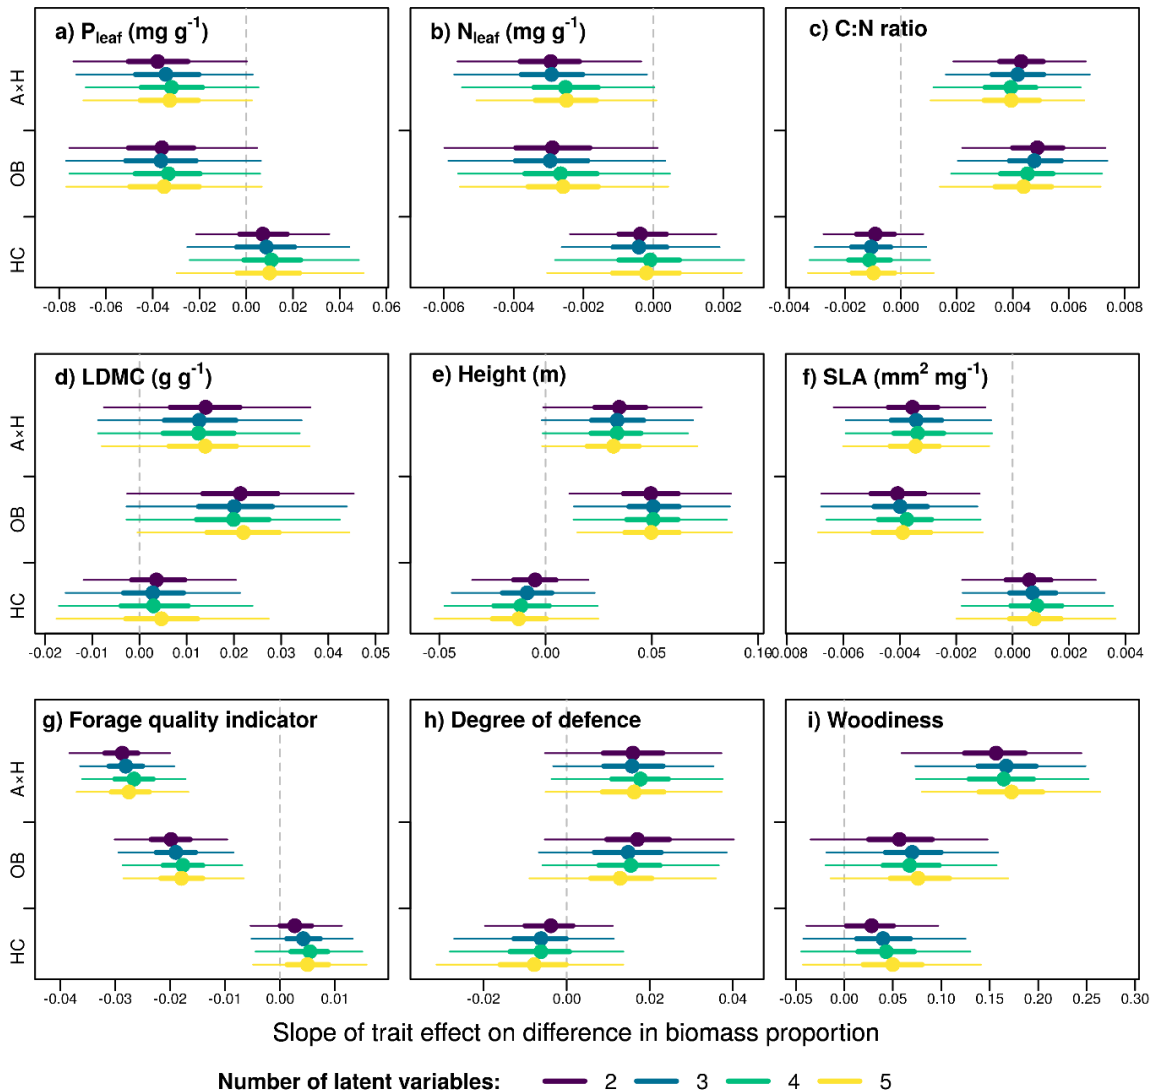 a) Pleaf (mg g-1)
b) Nleaf (mg g-1)
c) C:N ratio
A×H
OB
HC
-0.08 -0.06 -0.04 -0.02 0.00 0.02 0.04 0.06
-0.006 -0.004 -0.002 0.000 0.002
-0.004 -0.002 0.000 0.002 0.004 0.006 0.008
d) LDMC (g g-1)
e) Height (m)
f) SLA (mm2 mg-1)
A×H
OB
HC
-0.02 -0.01 0.00 0.01 0.02 0.03 0.04 0.05
-0.05 0.00 0.05 0.10
-0.008 -0.006 -0.004 -0.002 0.000 0.002 0.004
g) Forage quality indicator
h) Degree of defence
i) Woodiness
A×H
OB
HC
-0.04 -0.03 -0.02 -0.01 0.00 0.01
-0.02 0.00 0.02 0.04
-0.05 0.00 0.05 0.10 0.15 0.20 0.25 0.30
Slope of trait effect on difference in biomass proportion
Number of latent variables: 2 3 4 5